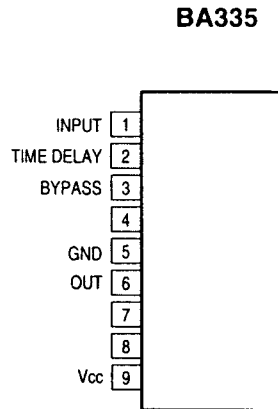 BA335
INPUT 1
TIME DELAY 2
BYPASS 3
4
GND 5
OUT 6
7
8
Vcc 9